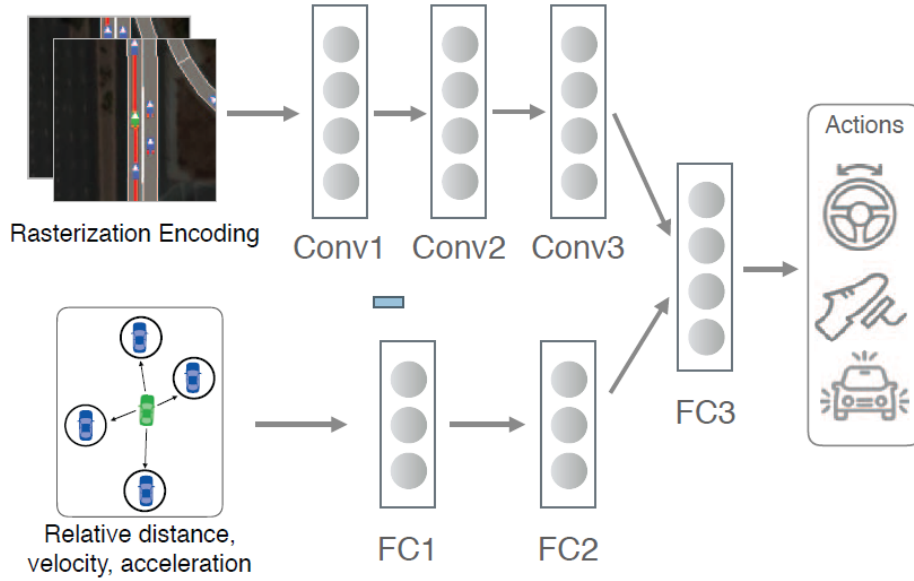 Actions
Rasterization Encoding
Conv1
Conv2
Conv3
FC3
Relative distance,
velocity, acceleration
FC1
FC2